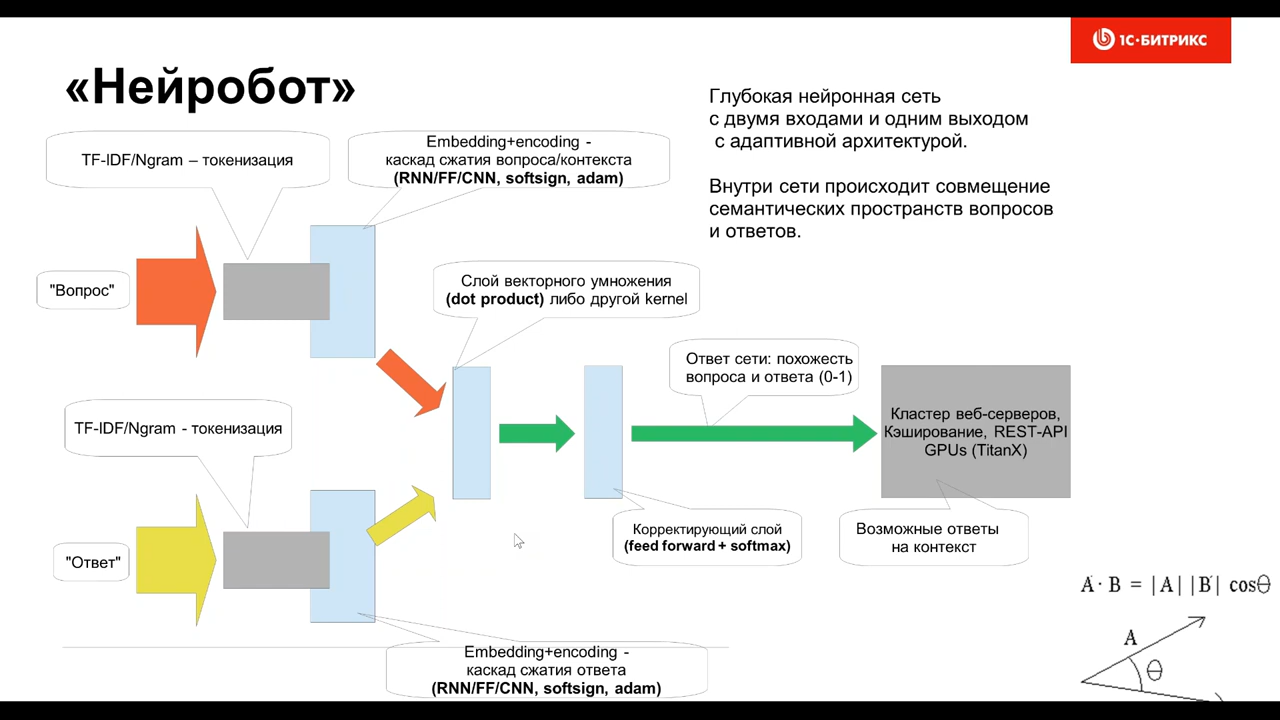 1С-БИТРИКС
«Нейробот»
Глубокая нейронная сеть
с двумя входами и одним выходом
с адаптивной архитектурой.
Внутри сети происходит совмещение
семантических пространств вопросов
и ответов.
TF-IDF/Ngram – токенизация
Embedding+encoding -
каскад сжатия вопроса/контекста
(RNN/FF/CNN, softsign, adam)
"Вопрос"
Слой векторного умножения
(dot product) либо другой kernel
Ответ сети: похожесть
вопроса и ответа (0-1)
TF-IDF/Ngram - токенизация
Кластер веб-серверов,
Кэширование, REST-API
GPUs (TitanX)
"Ответ"
Корректирующий слой
(feed forward + softmax)
Возможные ответы
на контекст
Embedding+encoding -
каскад сжатия ответа
(RNN/FF/CNN, softsign, adam)
A · B = |A| |B| cosθ
A
θ